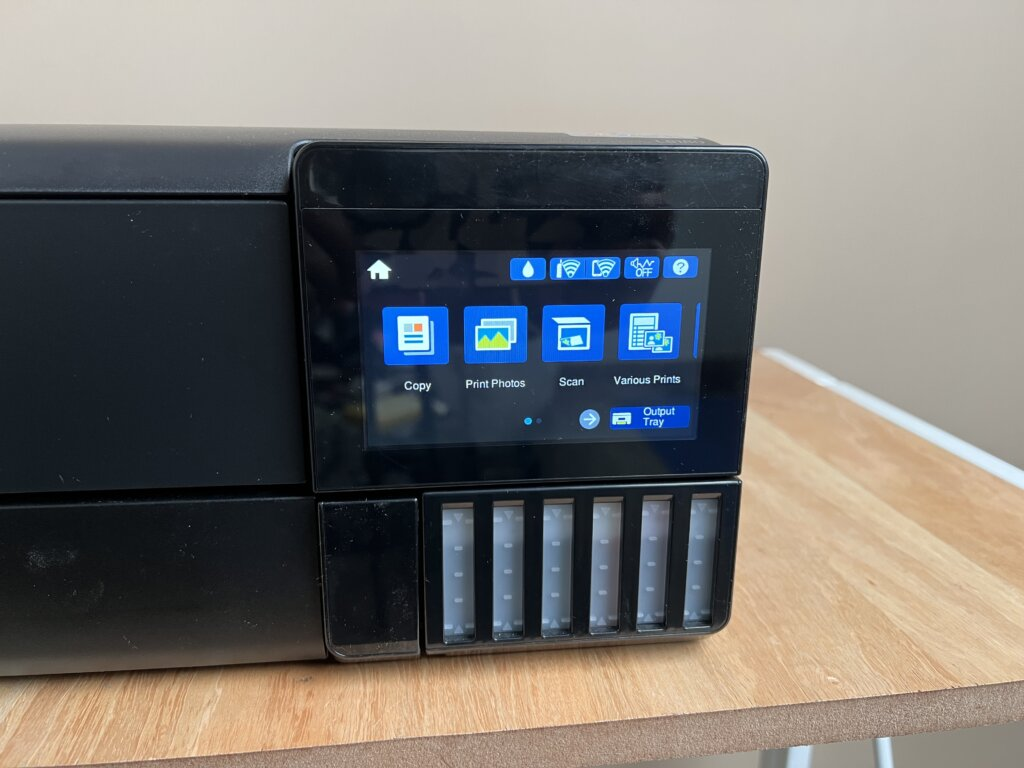 OFF
?
Copy
Print Photos
Scan
Various Prints
Output
Tray